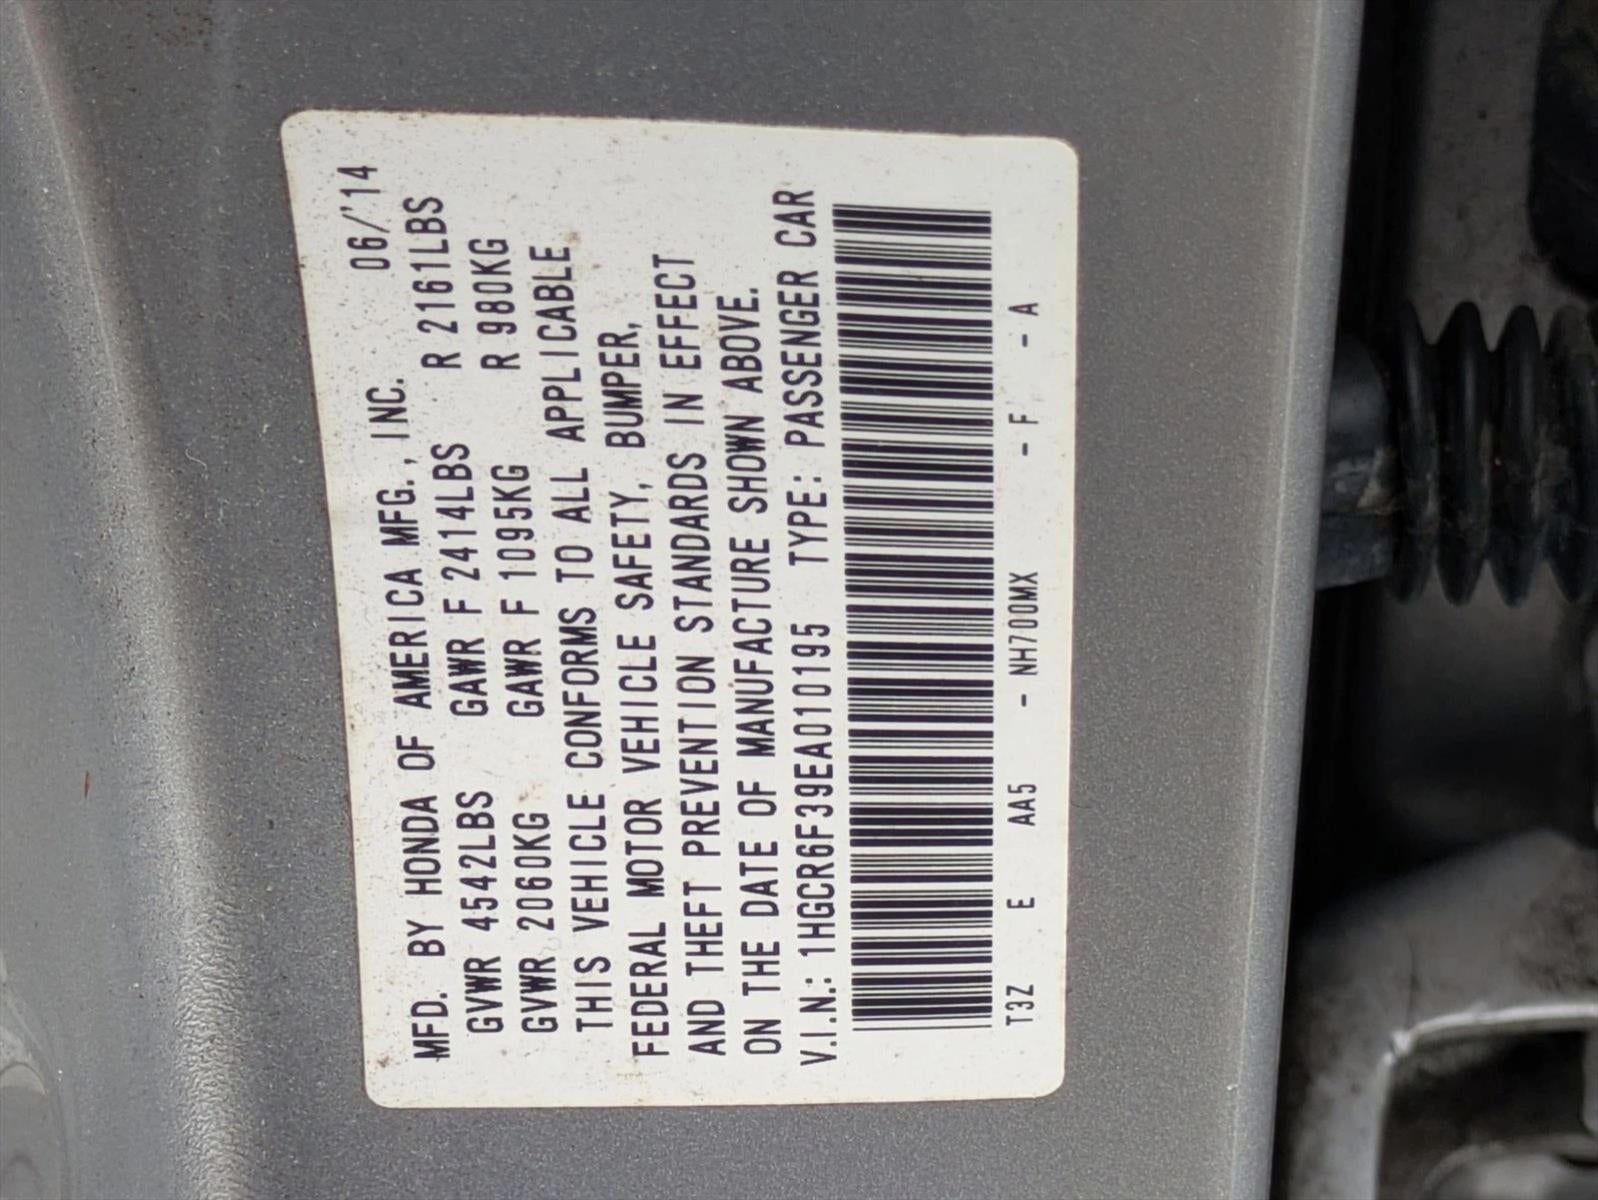 MFD. BY HONDA OF AMERICA MFG., INC. 06/'14
GVWR 4542LBS GAWR F 2414LBS R 2161LBS
GVWR 2060KG GAWR F 1095KG R 980KG
THIS VEHICLE CONFORMS TO ALL APPLICABLE
FEDERAL MOTOR VEHICLE SAFETY, BUMPER,
AND THEFT PREVENTION STANDARDS IN EFFECT
ON THE DATE OF MANUFACTURE SHOWN ABOVE.
V.I.N.: 1HGCR6F39EA010195 TYPE: PASSENGER CAR
T3Z E AA5 - NH700MX - F - A